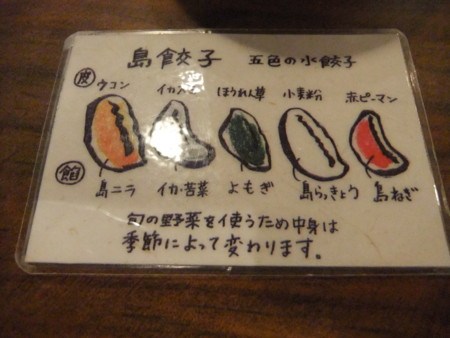 島餃子 五色の水餃子
皮 ウコン イカ ほうれん草 小麦粉 赤ピーマン
餡 島ニラ イカ・苦菜 よもぎ 島らっきょう 島ねぎ
旬の野菜を使うため中身は
季節によって変わります。